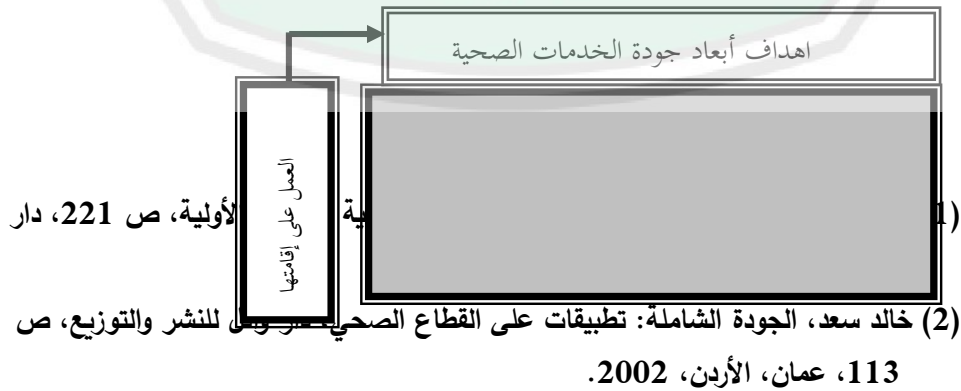 اهداف أبعاد جودة الخدمات الصحية
العمل على إقامتها
الأولية، ص 221، دار
(2) خالد سعد، الجودة الشاملة: تطبيقات على القطاع الصحي، للنشر والتوزيع، ص
113، عمان، الأردن، 2002.